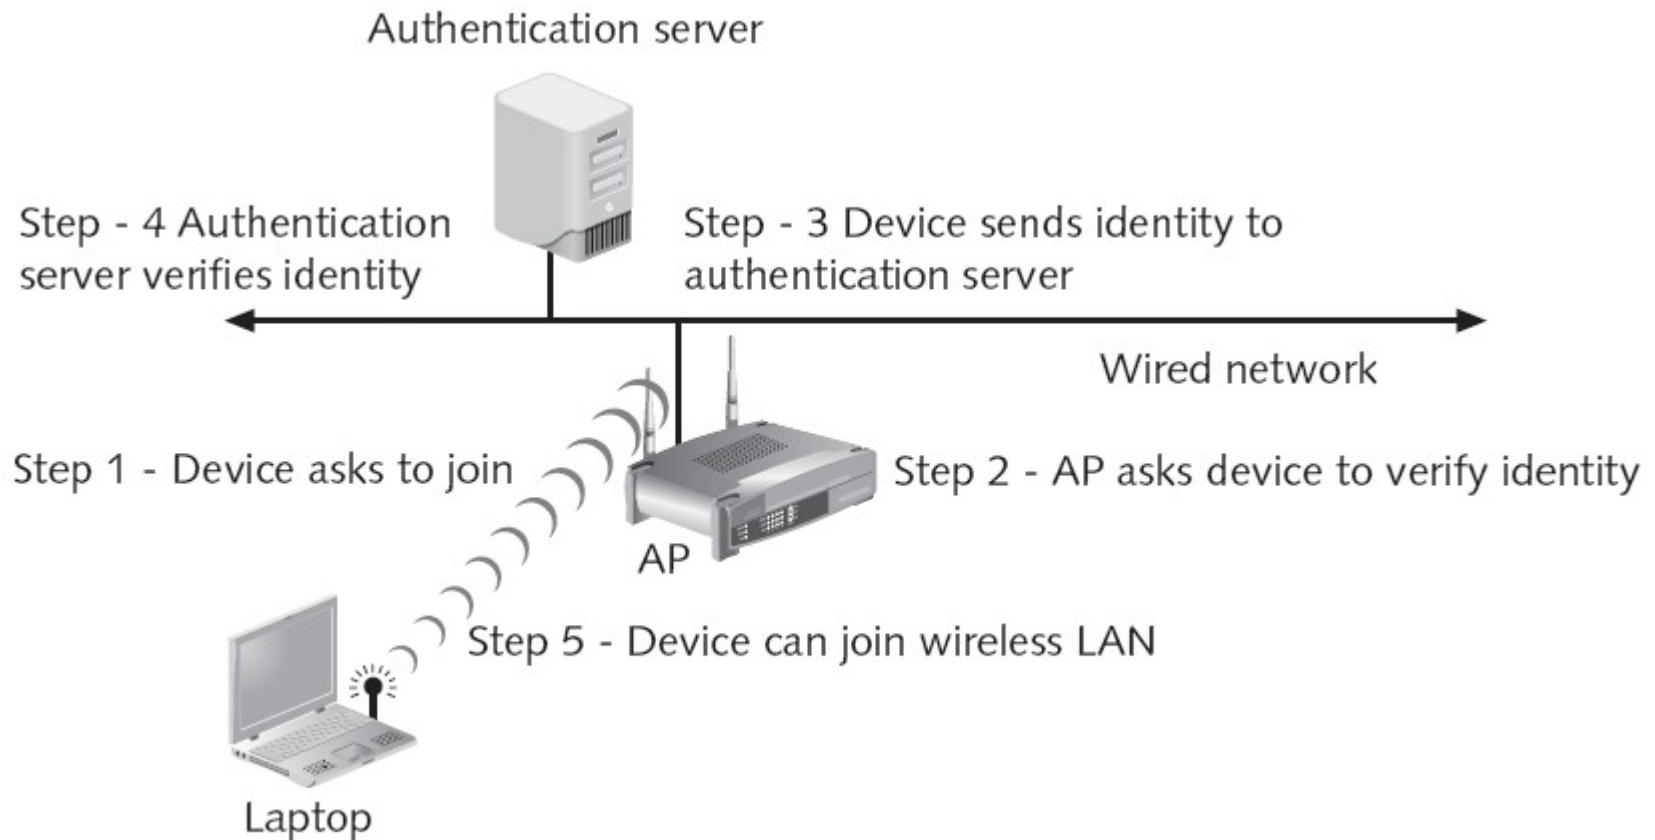 Authentication server
Step - 4 Authentication
server verifies identity
Step - 3 Device sends identity to
authentication server
Wired network
Step 1 - Device asks to join
Step 2 - AP asks device to verify identity
AP
Step 5 - Device can join wireless LAN
Laptop